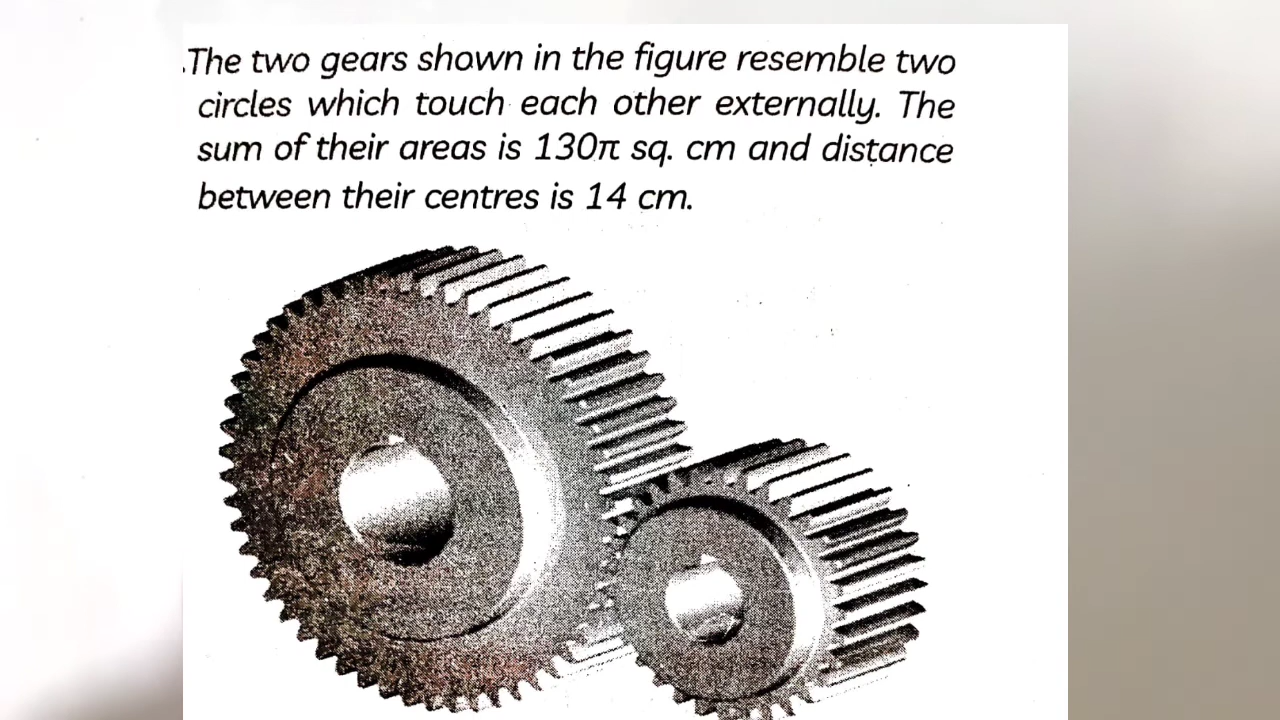 .The two gears shown in the figure resemble two
circles which touch each other externally. The
sum of their areas is 130π sq. cm and distance
between their centres is 14 cm.